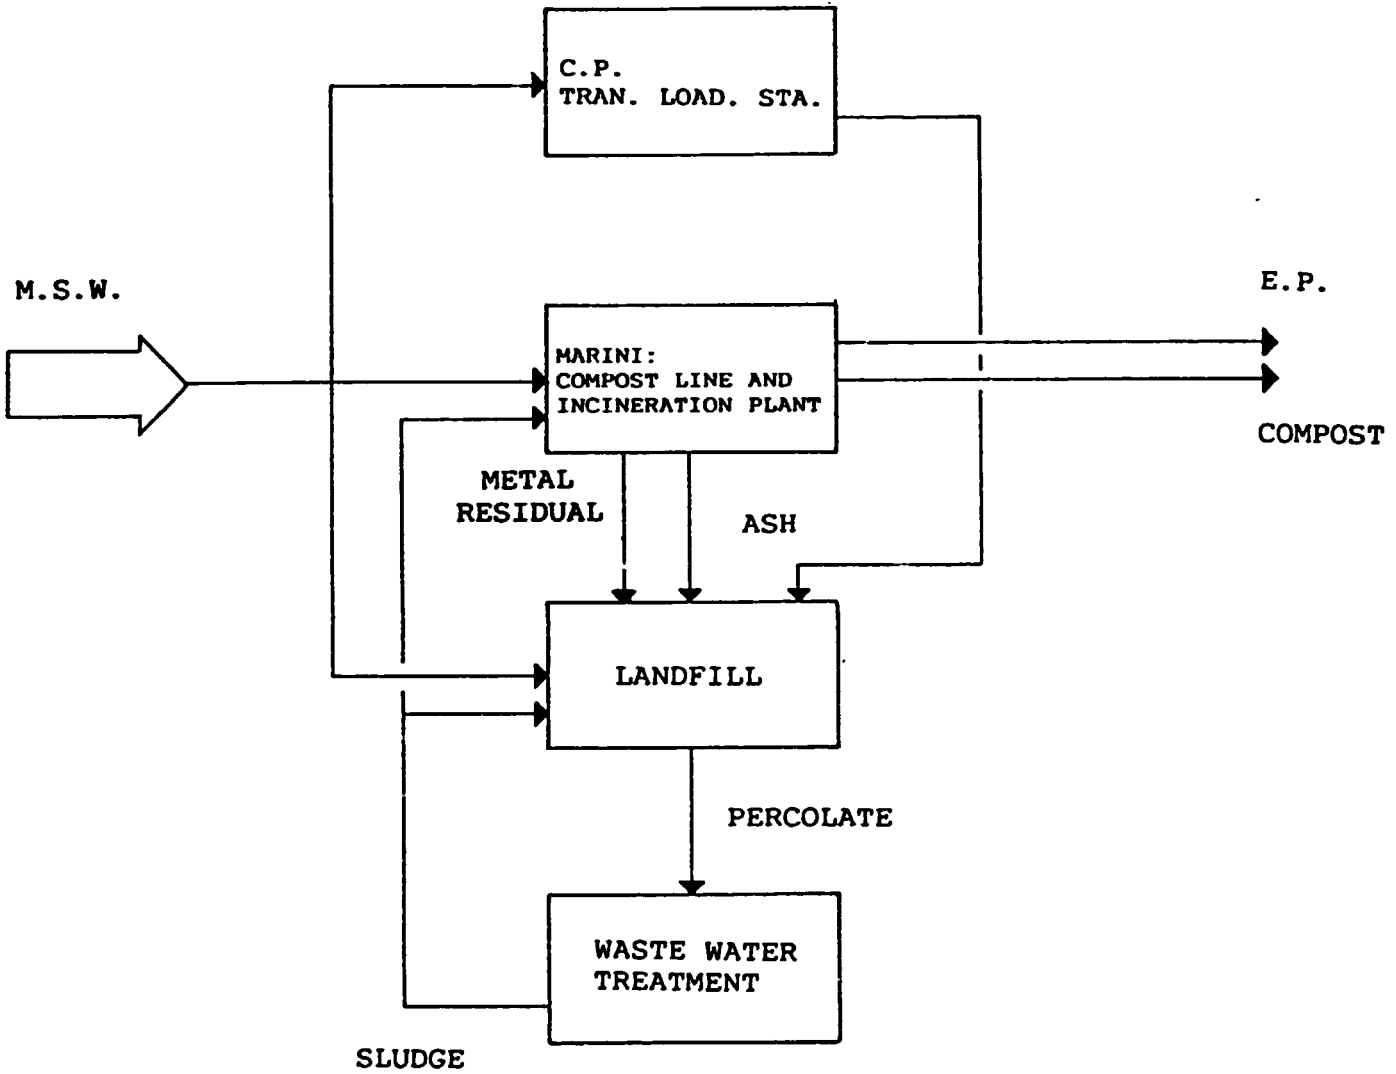 C.P.
TRAN. LOAD. STA.
M.S.W.
E.P.
MARINI:
COMPOST LINE AND
INCINERATION PLANT
COMPOST
METAL
RESIDUAL
ASH
LANDFILL
PERCOLATE
WASTE WATER
TREATMENT
SLUDGE